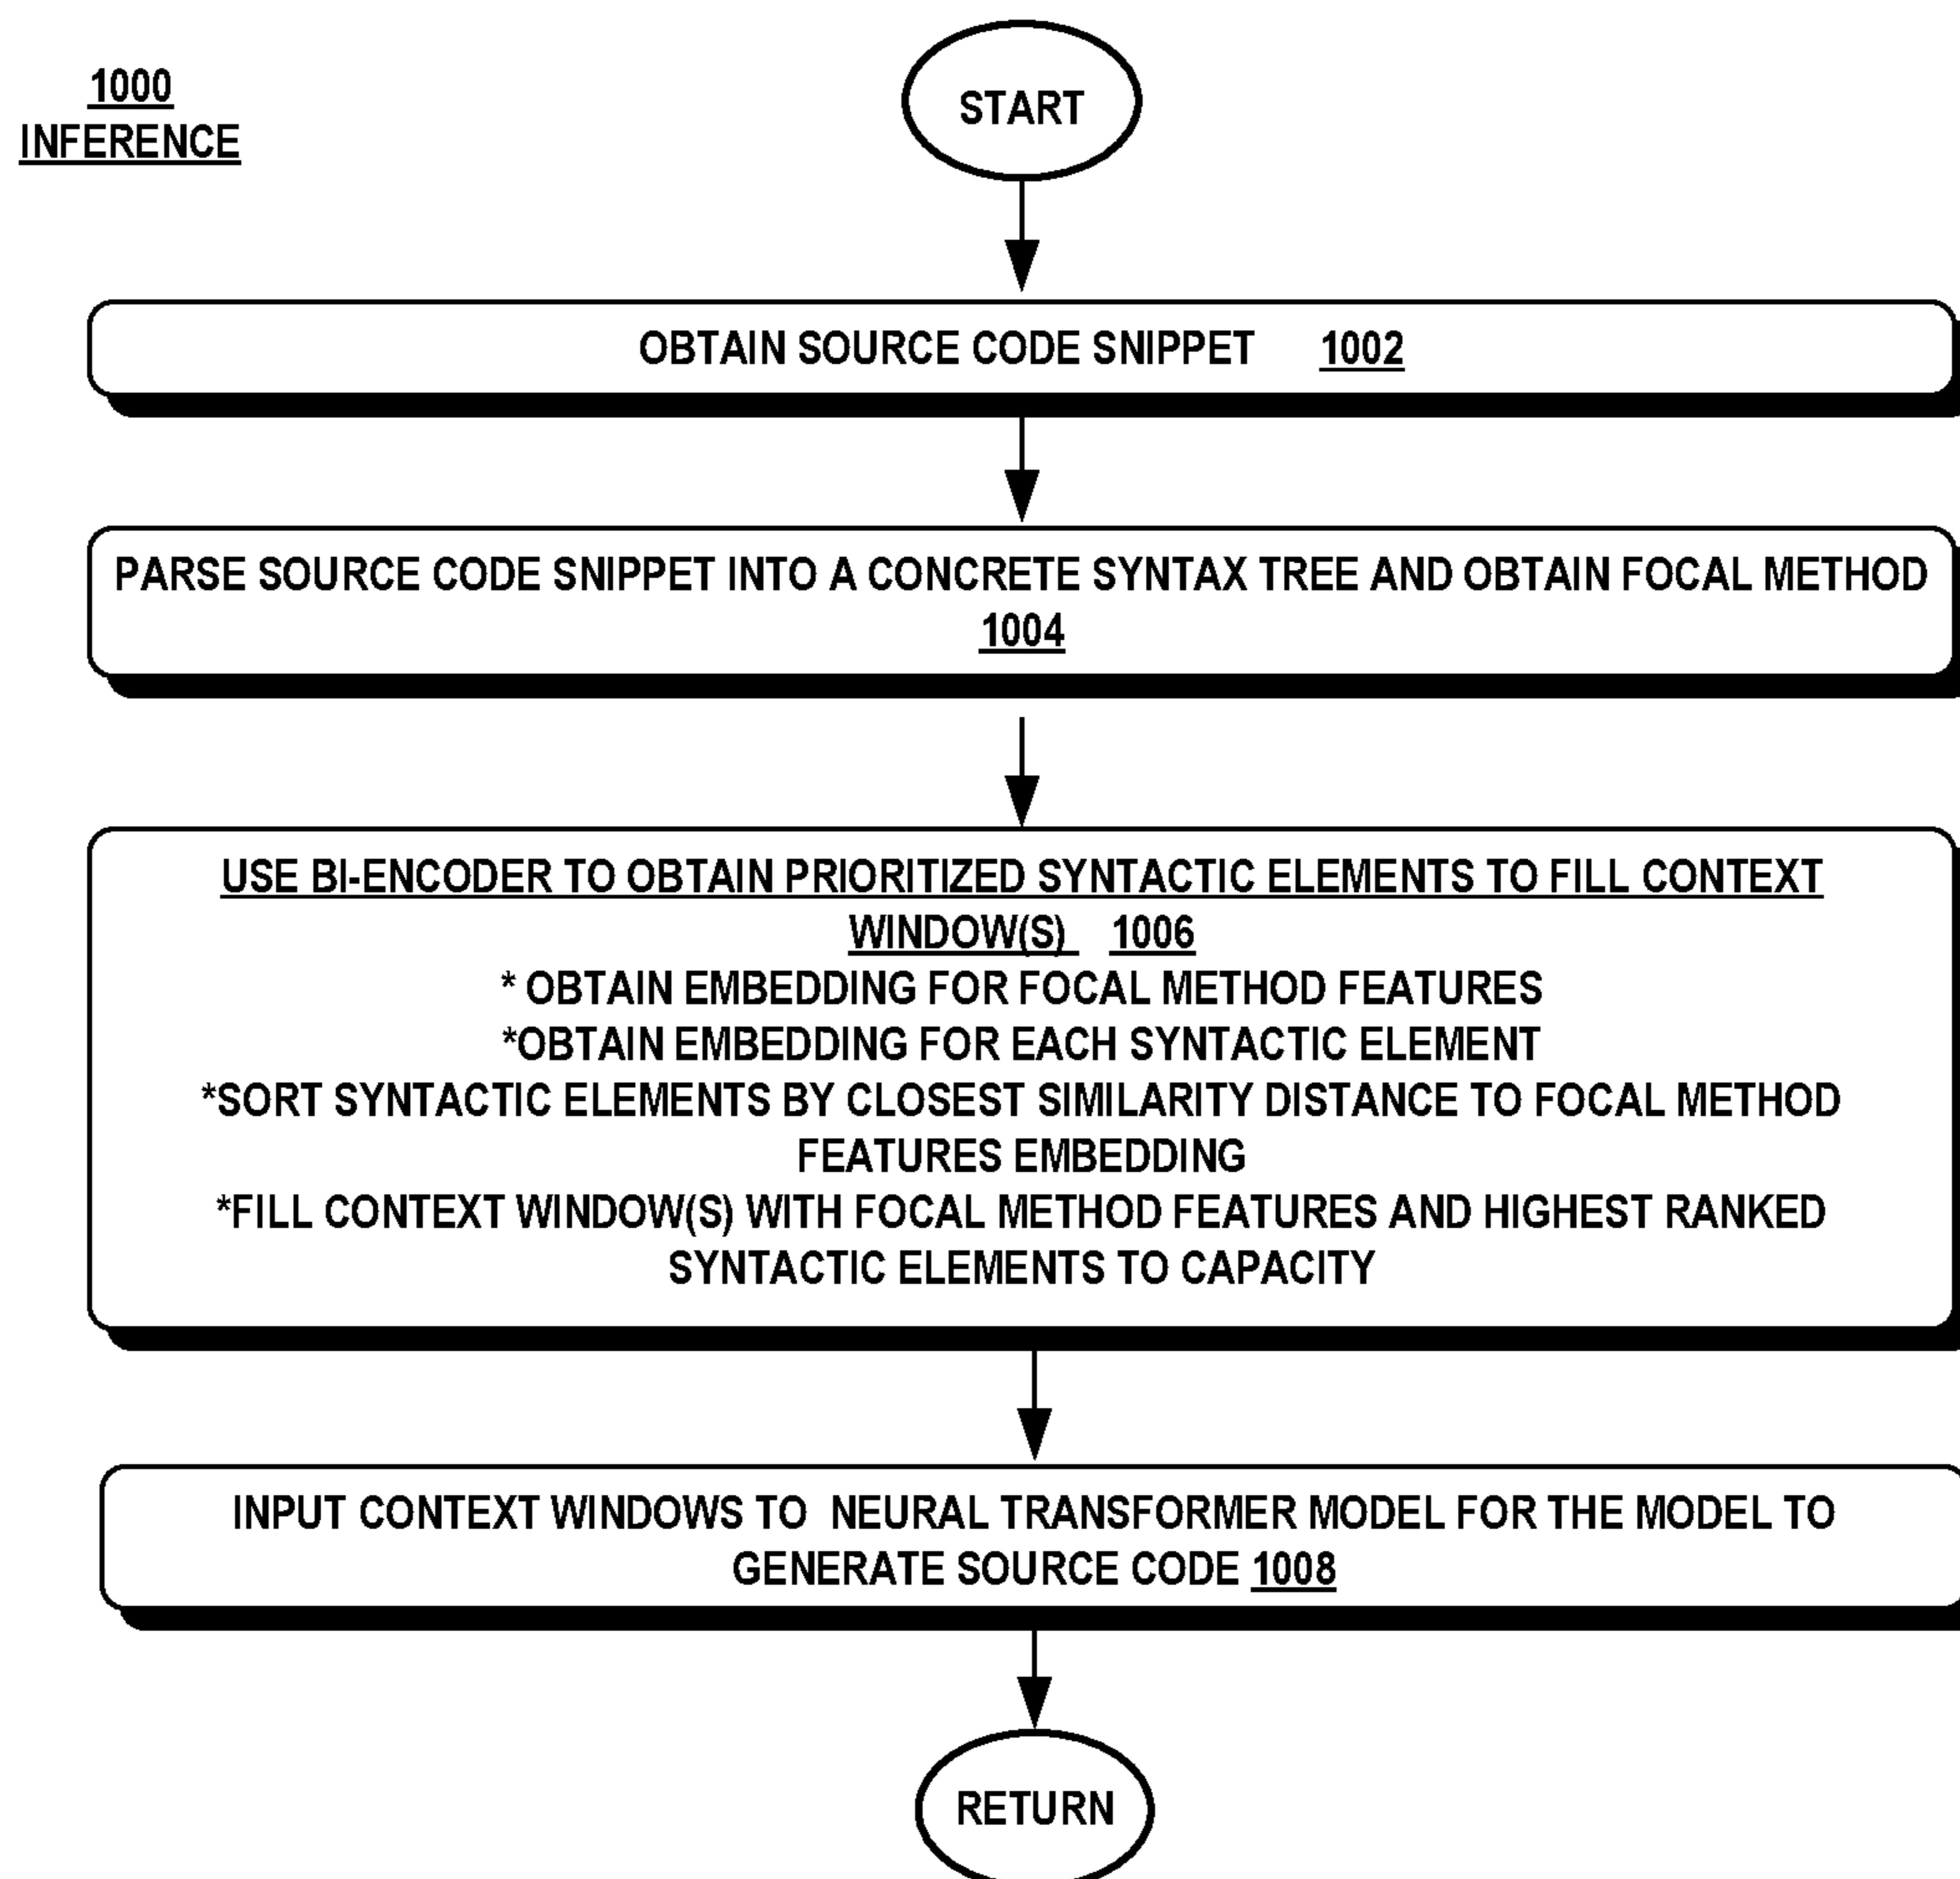 1000
INFERENCE
START
OBTAIN SOURCE CODE SNIPPET 1002
PARSE SOURCE CODE SNIPPET INTO A CONCRETE SYNTAX TREE AND OBTAIN FOCAL METHOD
1004
USE BI-ENCODER TO OBTAIN PRIORITIZED SYNTACTIC ELEMENTS TO FILL CONTEXT
WINDOW(S) 1006
* OBTAIN EMBEDDING FOR FOCAL METHOD FEATURES
*OBTAIN EMBEDDING FOR EACH SYNTACTIC ELEMENT
*SORT SYNTACTIC ELEMENTS BY CLOSEST SIMILARITY DISTANCE TO FOCAL METHOD
FEATURES EMBEDDING
*FILL CONTEXT WINDOW(S) WITH FOCAL METHOD FEATURES AND HIGHEST RANKED
SYNTACTIC ELEMENTS TO CAPACITY
INPUT CONTEXT WINDOWS TO NEURAL TRANSFORMER MODEL FOR THE MODEL TO
GENERATE SOURCE CODE 1008
RETURN